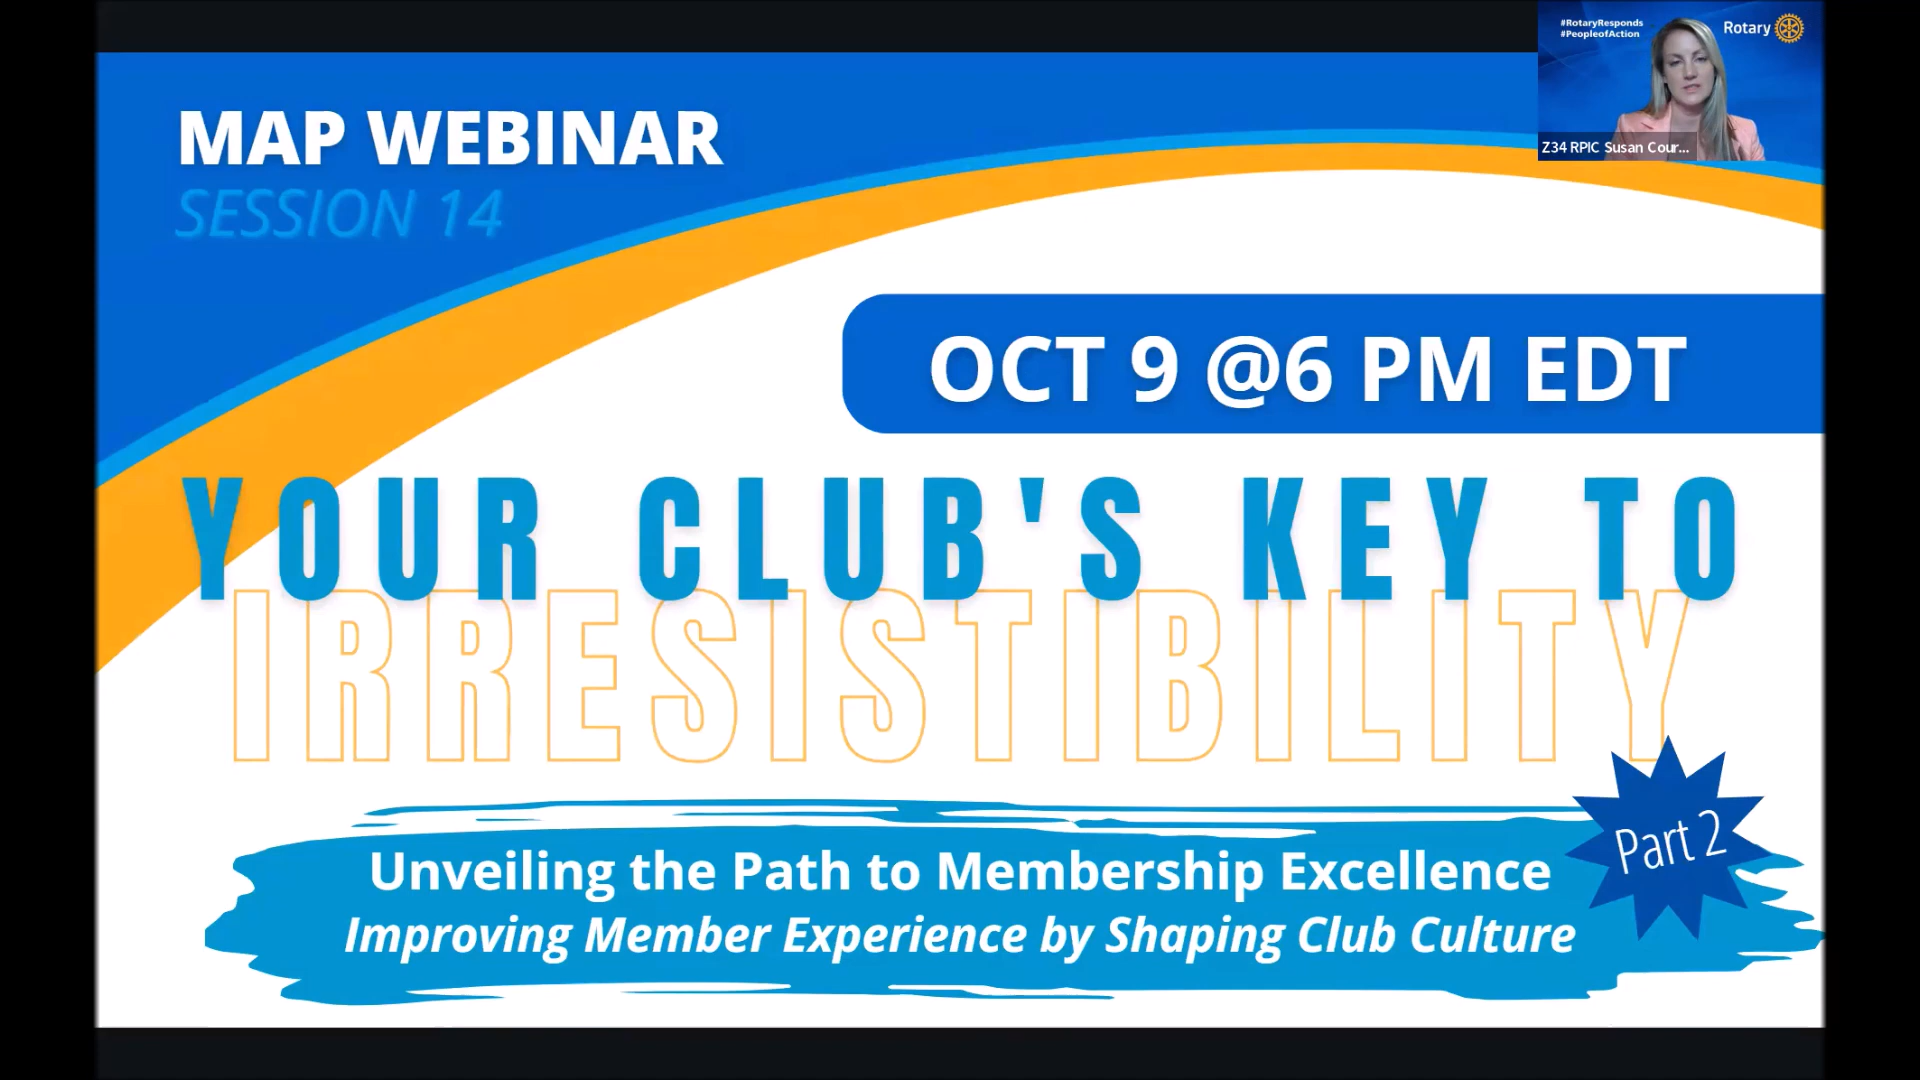 #RotaryResponds
#PeopleofAction
Rotary
Z34 RPIC Susan Cour...
MAP WEBINAR
SESSION 14
OCT 9 @6 PM EDT
YOUR CLUB'S KEY TO
IRRESISTIBILITY
Part 2
Unveiling the Path to Membership Excellence
Improving Member Experience by Shaping Club Culture